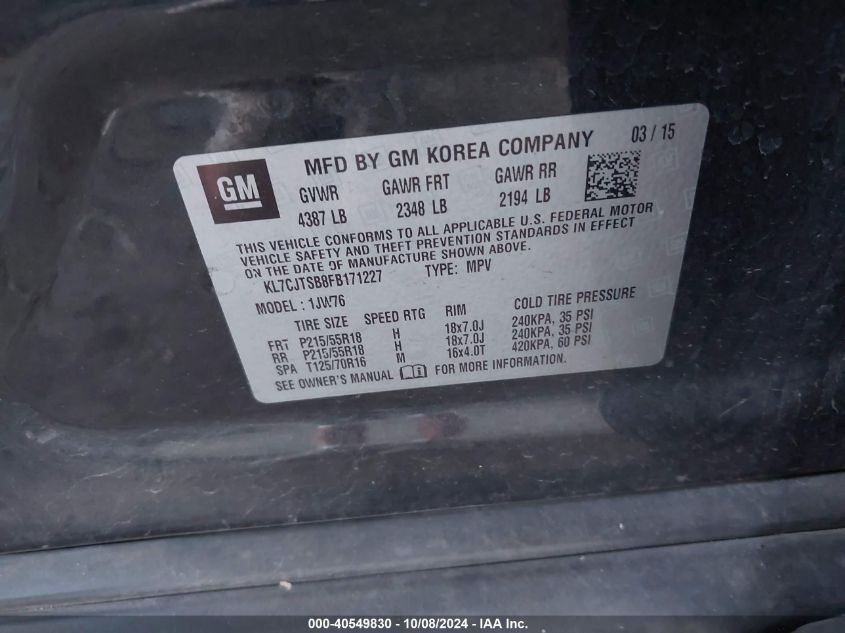 GM
MFD BY GM KOREA COMPANY 03 / 15
GVWR GAWR FRT GAWR RR
4387 LB 2348 LB 2194 LB
THIS VEHICLE CONFORMS TO ALL APPLICABLE U.S. FEDERAL MOTOR
VEHICLE SAFETY AND THEFT PREVENTION STANDARDS IN EFFECT
ON THE DATE OF MANUFACTURE SHOWN ABOVE.
KL7CJTSB8FB171227 TYPE: MPV
MODEL: 1JW76
TIRE SIZE SPEED RTG RIM COLD TIRE PRESSURE
FRT P215/55R18 H 18x7.0J 240KPA, 35 PSI
RR P215/55R18 H 18x7.0J 240KPA, 35 PSI
SPA T125/70R16 M 16x4.0T 420KPA, 60 PSI
SEE OWNER'S MANUAL FOR MORE INFORMATION.
000-40549830 - 10/08/2024 - IAA Inc.